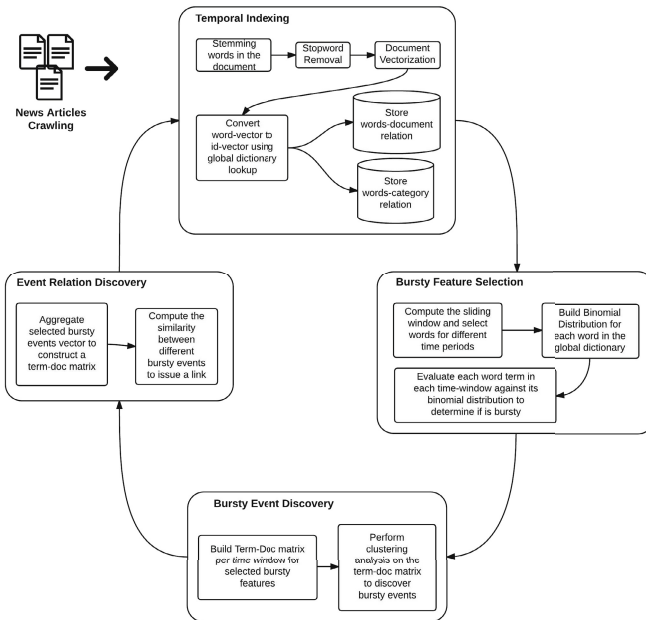 Temporal Indexing
Stemming
words in the
document
Stopword
Removal
Document
Vectorization
News Articles
Crawling
Convert
word-vector to
id-vector using
global dictionary
lookup
Store
words-document
relation
Store
words-category
relation
Event Relation Discovery
Aggregate
selected bursty
events vector to
construct a
term-doc matrix
Compute the
similarity
between
different
bursty events
to issue a link
Bursty Feature Selection
Compute the sliding
window and select
words for different
time periods
Build Binomial
Distribution for
each word in the
global dictionary
Evaluate each word term in
each time-window against its
binomial distribution to
determine if is bursty
Bursty Event Discovery
Build Term-Doc matrix
per time window for
selected bursty
features
Perform
clustering
analysis on the
term-doc matrix
to discover
bursty events